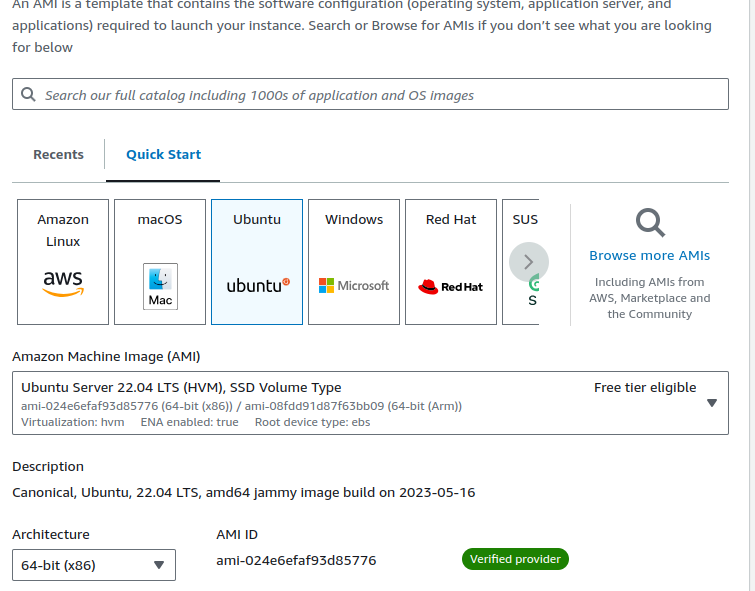 An AMI is a template that contains the software configuration (operating system, application server, and
applications) required to launch your instance. Search or Browse for AMIs if you don't see what you are looking
for below
Search our full catalog including 1000s of application and OS images
Recents
Quick Start
Amazon
Linux
aws
macOS
Mac
Ubuntu
ubuntu
Windows
Microsoft
Red Hat
Red Hat
SUS
S
Browse more AMIs
Including AMIs from
AWS, Marketplace and
the Community
Amazon Machine Image (AMI)
Ubuntu Server 22.04 LTS (HVM), SSD Volume Type
Free tier eligible
ami-024e6efaf93d85776 (64-bit (x86)) / ami-08fdd91d87f63bb09 (64-bit (Arm))
Virtualization: hvm ENA enabled: true Root device type: ebs
Description
Canonical, Ubuntu, 22.04 LTS, amd64 jammy image build on 2023-05-16
Architecture
AMI ID
64-bit (x86)
ami-024e6efaf93d85776
Verified provider